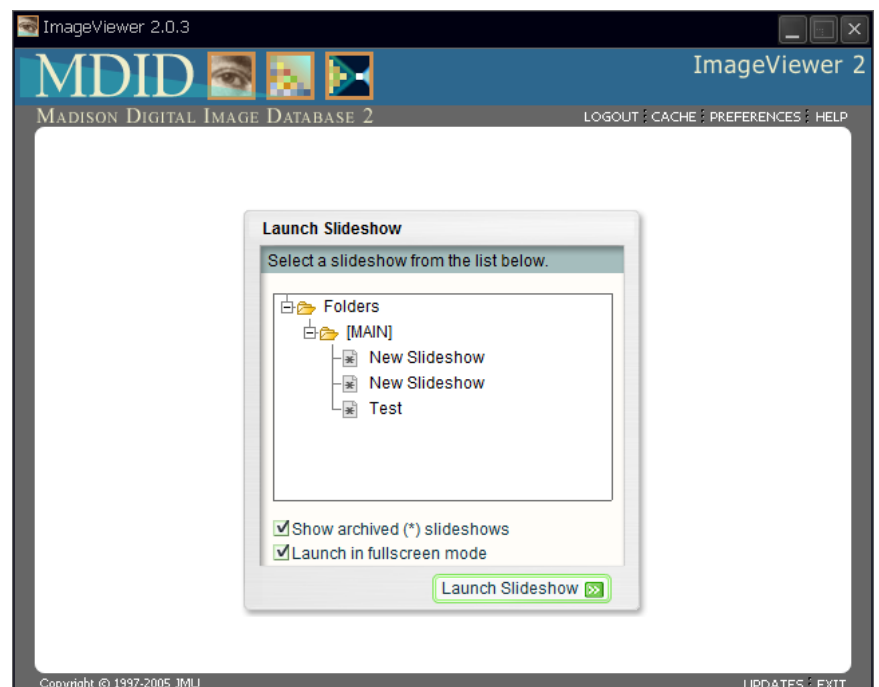 ImageViewer 2.0.3
MDID
ImageViewer 2
MADISON DIGITAL IMAGE DATABASE 2
LOGOUT CACHE PREFERENCES HELP
Launch Slideshow
Select a slideshow from the list below.
Folders
[MAIN]
New Slideshow
New Slideshow
Test
Show archived (*) slideshows
Launch in fullscreen mode
Launch Slideshow
Copyright © 1997-2005 JMU
UPDATES EXIT